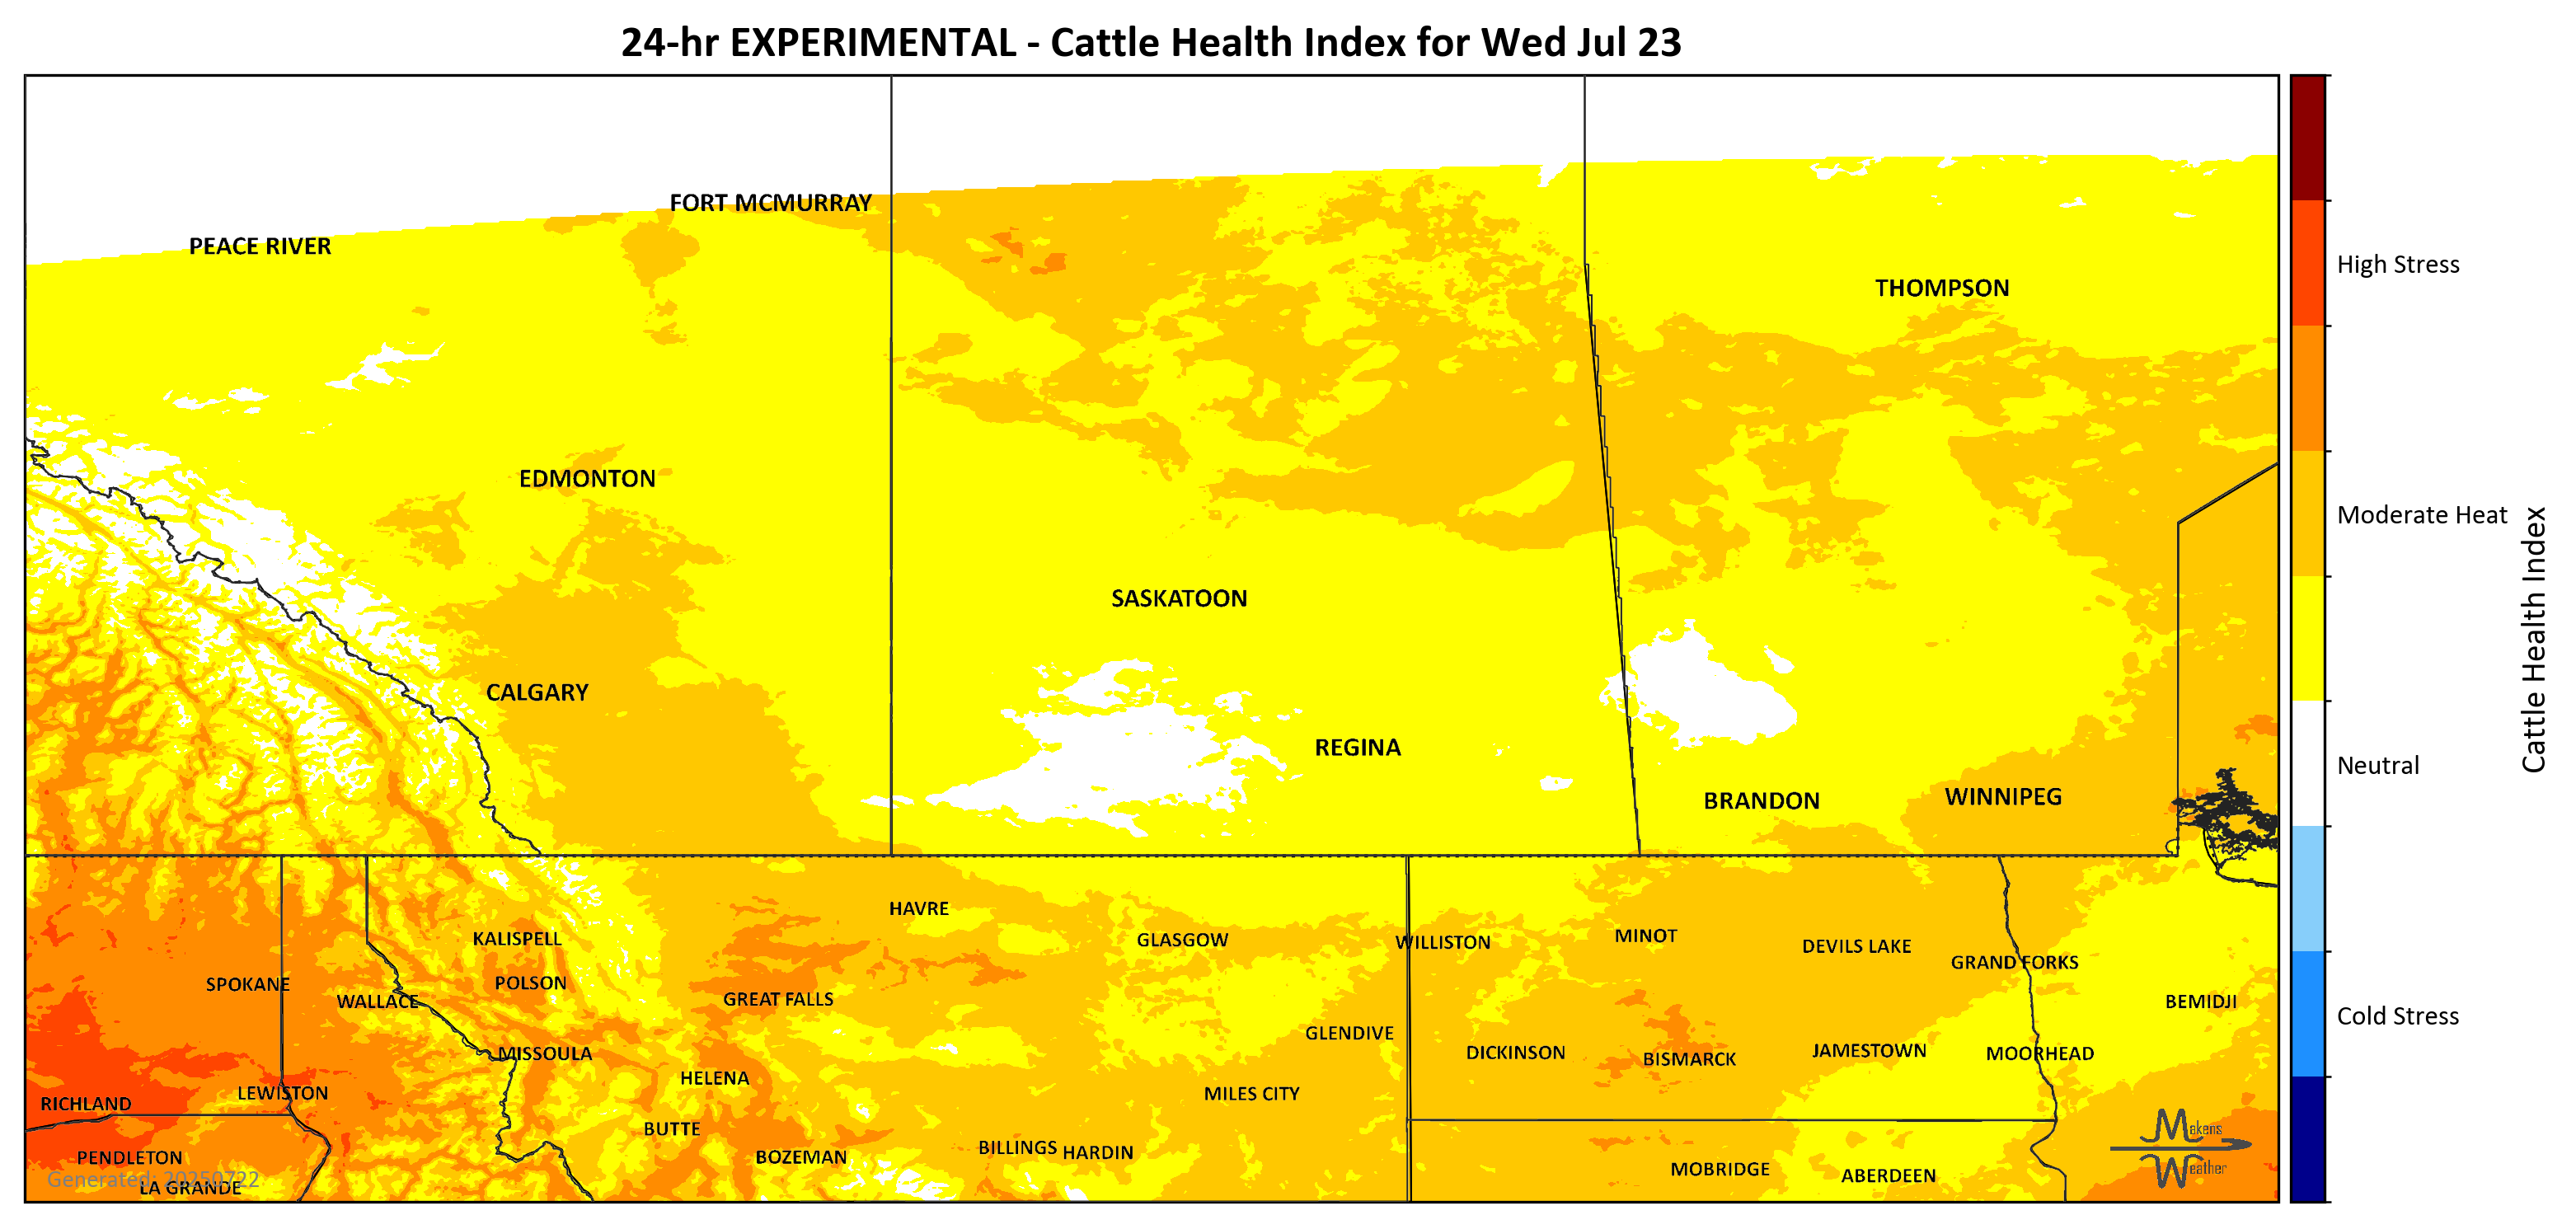 24-hr EXPERIMENTAL - Cattle Health Index for Wed Jul 23
FORT MCMURRAY
PEACE RIVER
High Stress
THOMPSON
EDMONTON
Moderate Heat
SASKATOON
Cattle Health Index
CALGARY
REGINA
Neutral
BRANDON
WINNIPEG
HAVRE
KALISPELL
GLASGOW
WILLISTON
MINOT
DEVILS LAKE
GRAND FORKS
SPOKANE
POLSON
WALLACE
GREAT FALLS
BEMIDJI
Cold Stress
GLENDIVE
MISSOULA
DICKINSON
BISMARCK
JAMESTOWN
MOORHEAD
HELENA
LEWISTON
MILES CITY
RICHLAND
BUTTE
Makens
Weather
PENDLETON
BOZEMAN
BILLINGS
HARDIN
MOBRIDGE
ABERDEEN
Generated: 20250722
LA GRANDE